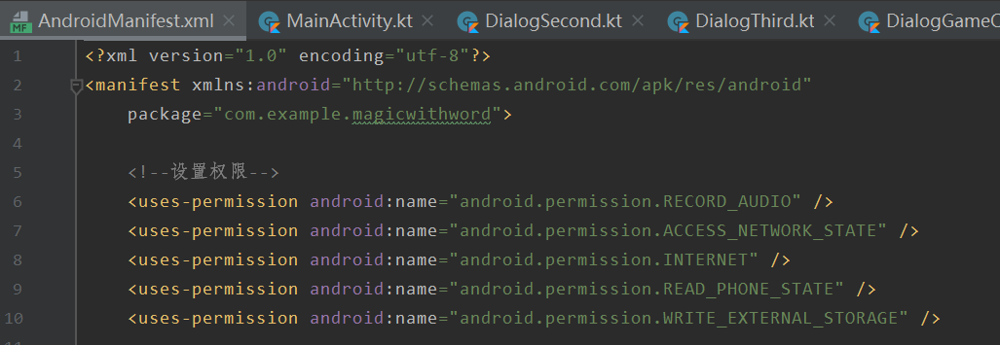 AndroidManifest.xml MainActivity.kt DialogSecond.kt DialogThird.kt DialogGameC
MF
1 <?xml version="1.0" encoding="utf-8"?>
2 <manifest xmlns:android="http://schemas.android.com/apk/res/android"
3 package="com.example.magicwithword">
4
5 <!--设置权限-->
6 <uses-permission android:name="android.permission.RECORD_AUDIO" />
7 <uses-permission android:name="android.permission.ACCESS_NETWORK_STATE" />
8 <uses-permission android:name="android.permission.INTERNET" />
9 <uses-permission android:name="android.permission.READ_PHONE_STATE" />
10 <uses-permission android:name="android.permission.WRITE_EXTERNAL_STORAGE" />